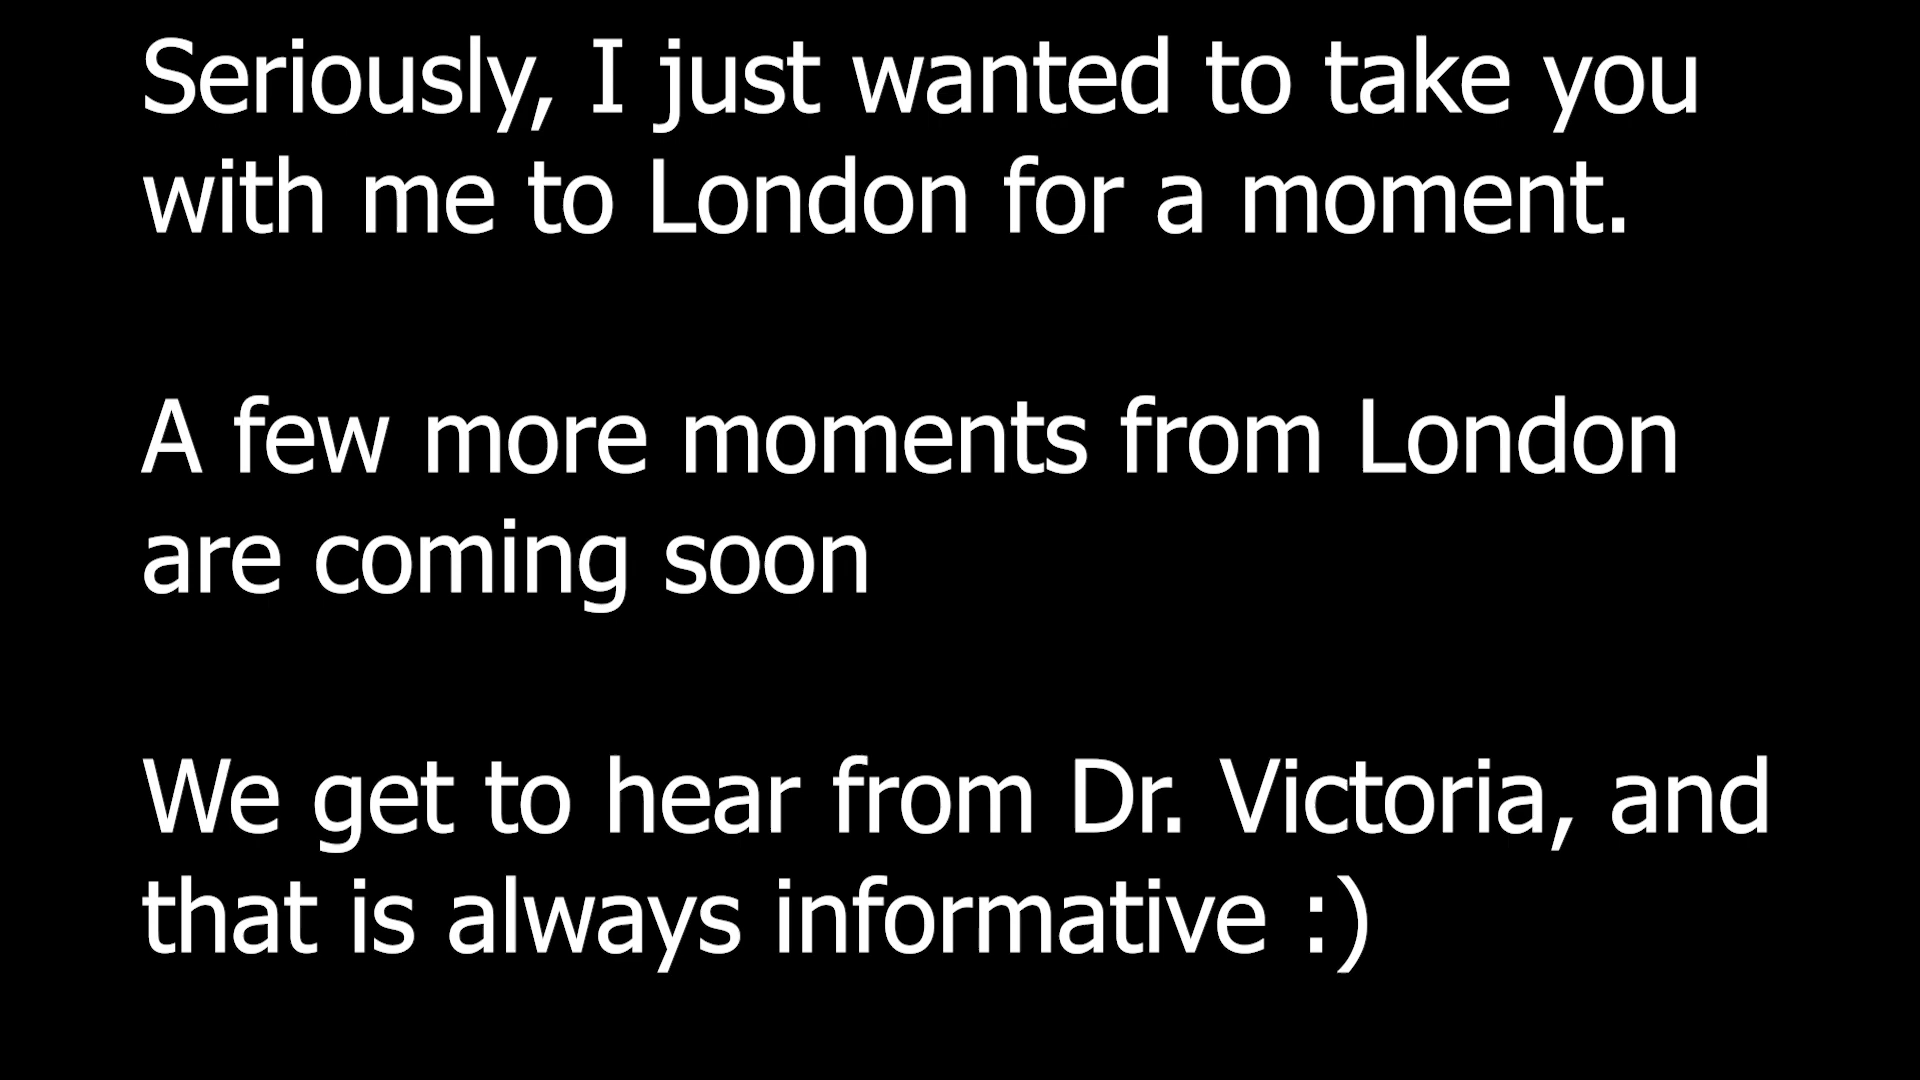 Seriously, I just wanted to take you
with me to London for a moment.
A few more moments from London
are coming soon
We get to hear from Dr. Victoria, and
that is always informative :)